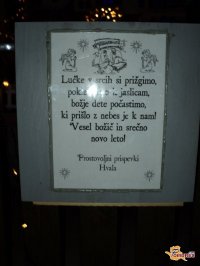 Lučke v srcih si prižgimo,
jaslicam,
božje dete počastimo,
ki prišlo z nebes je k nam!
Vesel božič in srečno
novo leto!
Prostovoljni prispevki
Hvala